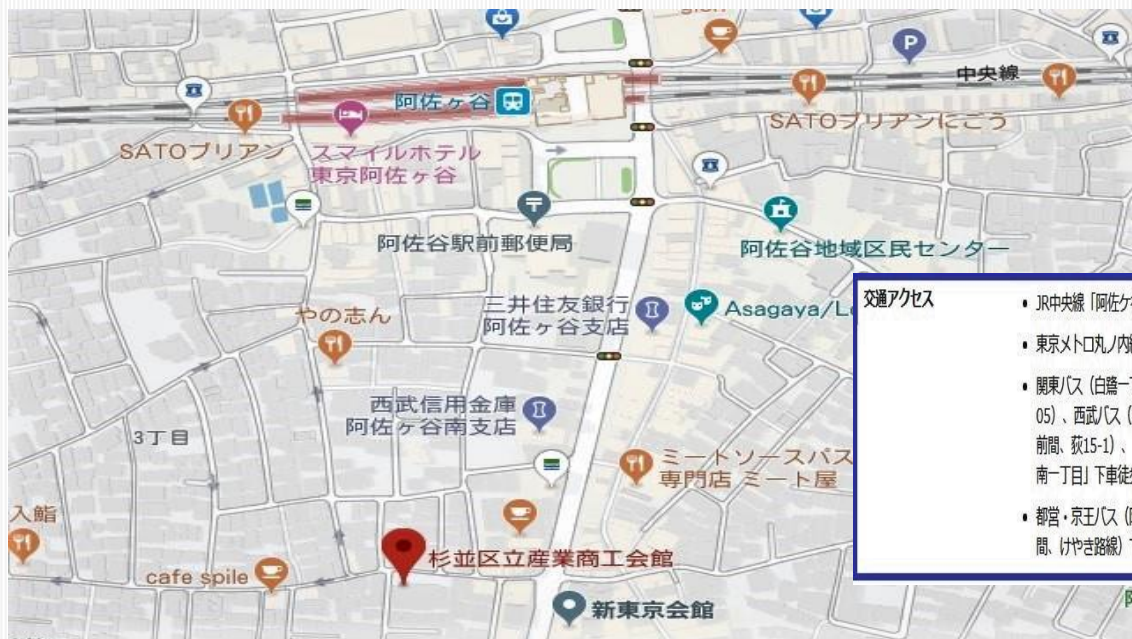 中央線
阿佐ヶ谷
SATOブリアン
スマイルホテル
東京阿佐ヶ谷
SATOブリアンにごう
阿佐谷駅前郵便局
阿佐谷地域区民センター
三井住友銀行
阿佐ヶ谷支店
Asagaya/L
やの志ん
西武信用金庫
阿佐ヶ谷南支店
3丁目
ミートソースパス
専門店 ミート屋
入鮨
cafe spile
杉並区立産業商工会館
新東京会館
交通アクセス
• JR中央線「阿佐ケ
• 東京メトロ丸ノ内
• 関東バス（白鷺一
05）、西武バス（
前間、荻15-1）、
南一丁目」下車徒
• 都営・京王バス（
間、けやき路線）